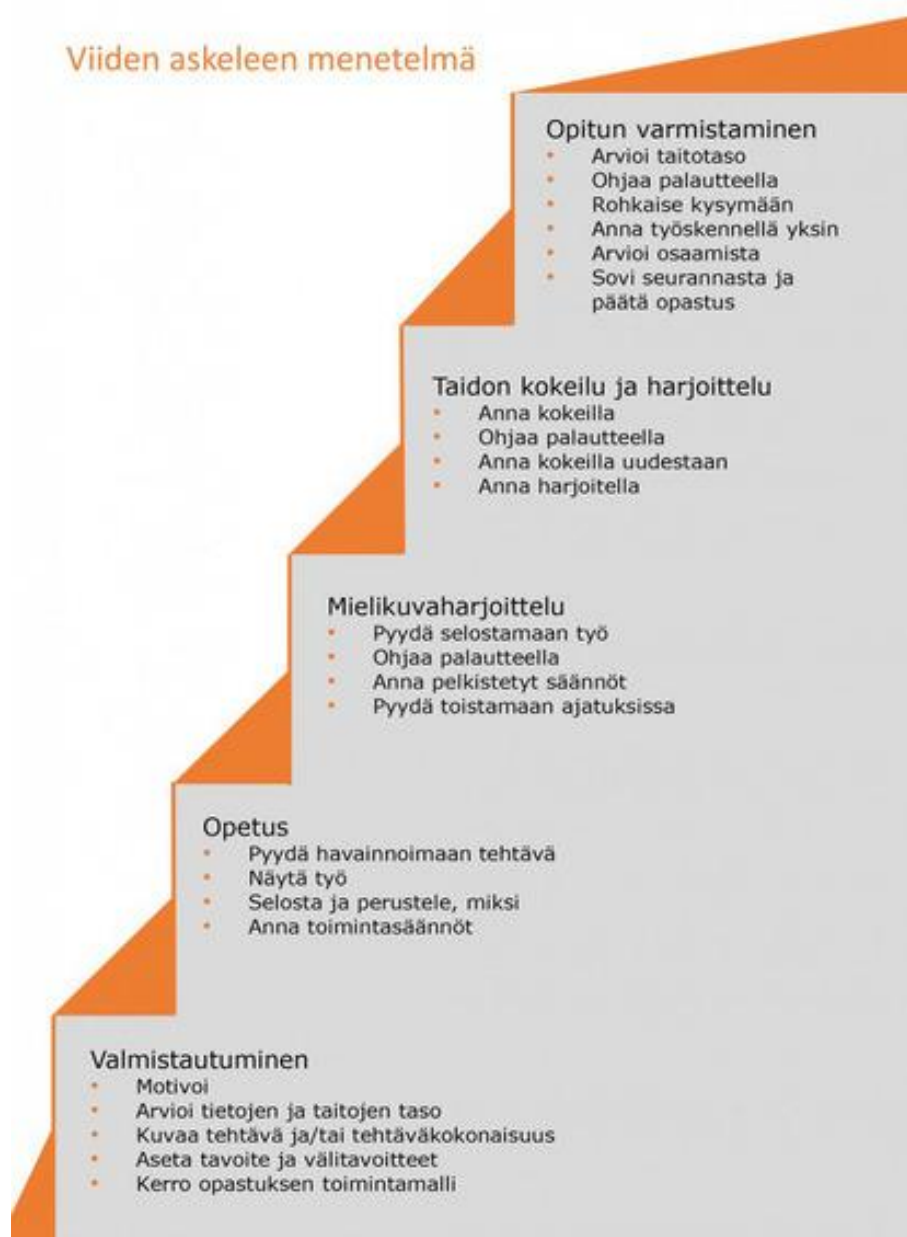 Viiden askeleen menetelmä
Opitun varmistaminen
• Arvioi taitotaso
• Ohjaa palautteella
• Rohkaise kysymään
• Anna työskennellä yksin
• Arvioi osaamista
• Sovi seurannasta ja
päätä opastus
Taidon kokeilu ja harjoittelu
• Anna kokeilla
• Ohjaa palautteella
• Anna kokeilla uudestaan
• Anna harjoitella
Mielikuvaharjoittelu
• Pyydä selostamaan työ
• Ohjaa palautteella
• Anna pelkistetyt säännöt
• Pyydä toistamaan ajatuksissa
Opetus
• Pyydä havainnoimaan tehtävä
• Näytä työ
• Selosta ja perustele, miksi
• Anna toimintasäännöt
Valmistautuminen
• Motivoi
• Arvioi tietojen ja taitojen taso
• Kuvaa tehtävä ja/tai tehtäväkokonaisuus
• Aseta tavoite ja välitavoitteet
• Kerro opastuksen toimintamalli